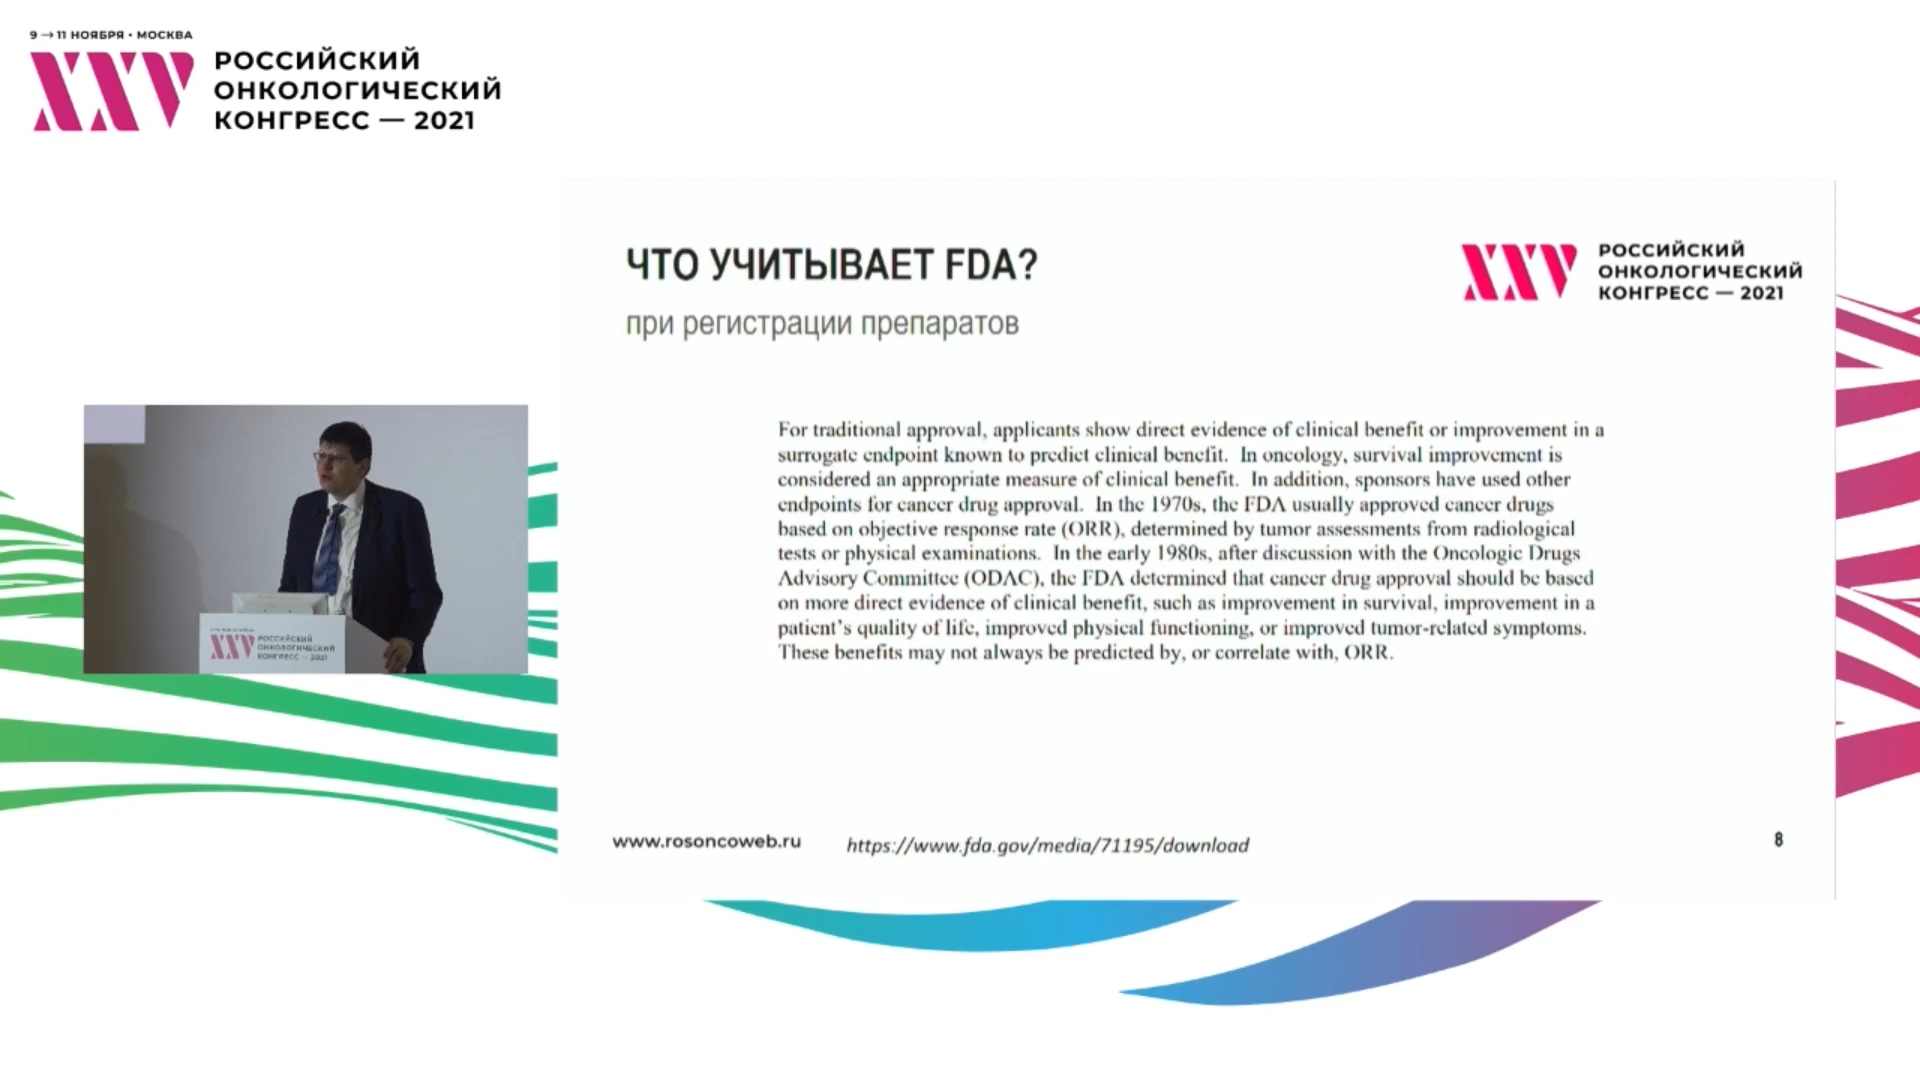 9 → 11 НОЯБРЯ • МОСКВА
XXV
РОССИЙСКИЙ
ОНКОЛОГИЧЕСКИЙ
КОНГРЕСС — 2021
ЧТО УЧИТЫВАЕТ FDA?
при регистрации препаратов
XXV
РОССИЙСКИЙ
ОНКОЛОГИЧЕСКИЙ
КОНГРЕСС — 2021
For traditional approval, applicants show direct evidence of clinical benefit or improvement in a
surrogate endpoint known to predict clinical benefit.  In oncology, survival improvement is
considered an appropriate measure of clinical benefit.  In addition, sponsors have used other
endpoints for cancer drug approval.  In the 1970s, the FDA usually approved cancer drugs
based on objective response rate (ORR), determined by tumor assessments from radiological
tests or physical examinations.  In the early 1980s, after discussion with the Oncologic Drugs
Advisory Committee (ODAC), the FDA determined that cancer drug approval should be based
on more direct evidence of clinical benefit, such as improvement in survival, improvement in a
patient's quality of life, improved physical functioning, or improved tumor-related symptoms.
These benefits may not always be predicted by, or correlate with, ORR.
XXV
РОССИЙСКИЙ
ОНКОЛОГИЧЕСКИЙ
КОНГРЕСС — 2021
www.rosoncoweb.ru
https://www.fda.gov/media/71195/download
8